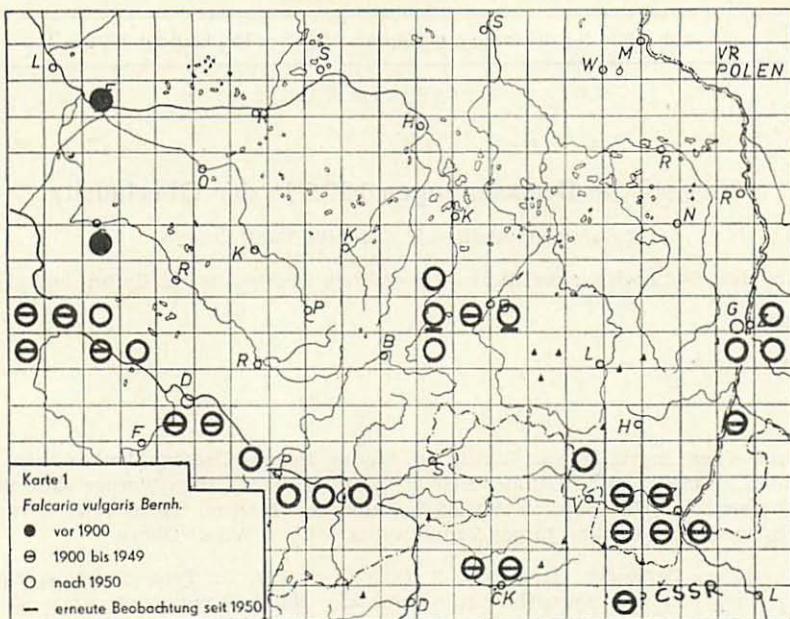 S
L
S
W
M
VR
POLEN
R
H
R
O
K
R
N
K
K
R
P
B
G
Z
R
B
L
D
F
H
P
S
V
Z
Karte 1
Falcaria vulgaris Bernh.
vor 1900
1900 bis 1949
nach 1950
erneute Beobachtung seit 1950
D
CK
ČSSR
L